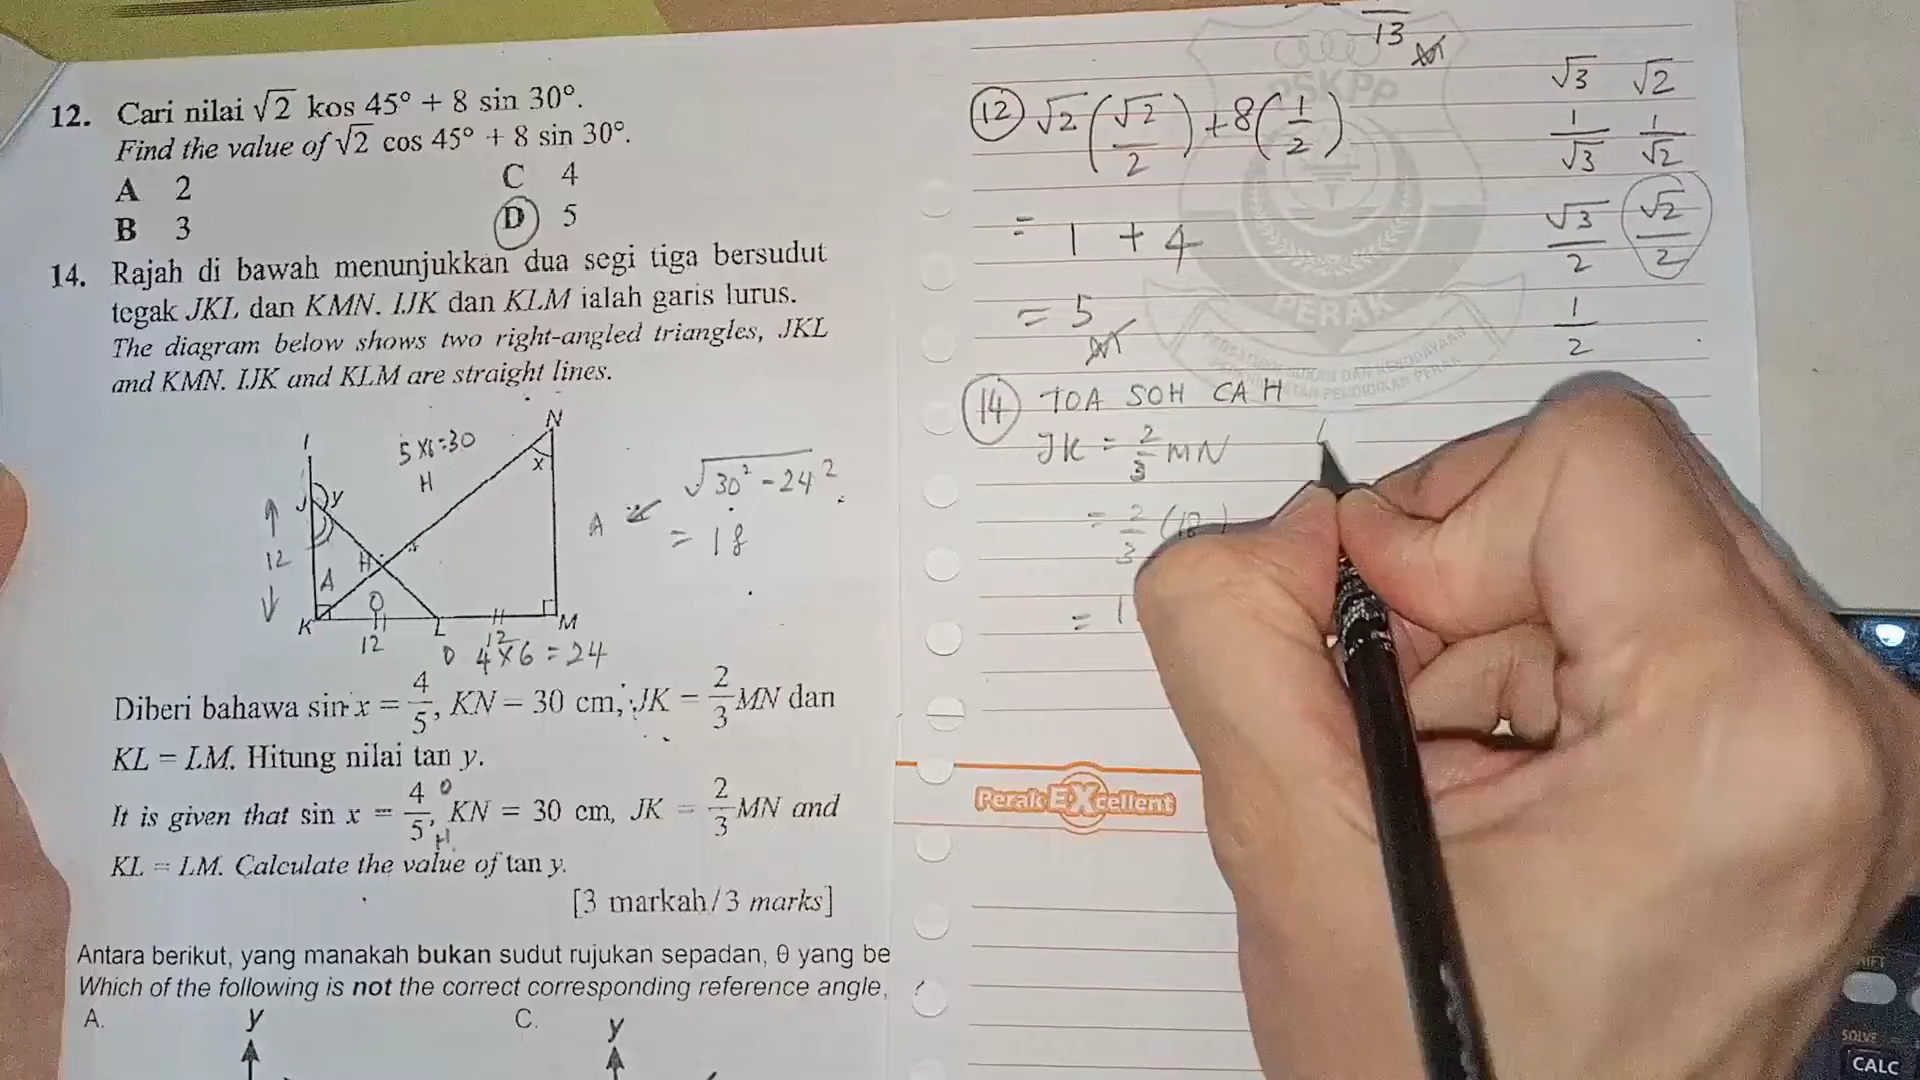 12. Cari nilai √2 kos 45° + 8 sin 30°.
Find the value of √2 cos 45° + 8 sin 30°.
A 2
C 4
B 3
D 5
14. Rajah di bawah menunjukkan dua segi tiga bersudut
tegak JKL dan KMN. IJK dan KLM ialah garis lurus.
The diagram below shows two right-angled triangles, JKL
and KMN. IJK and KLM are straight lines.
I
N
5×6=30
H
x
J
y
12
A
H
O
K
12
L
12
M
O 4×6 = 24
A
√30² - 24²
= 18
Diberi bahawa sin x = 4/5, KN = 30 cm, JK = 2/3 MN dan
KL = LM. Hitung nilai tan y.
It is given that sin x = 4/5, KN = 30 cm, JK = 2/3 MN and
O
H
KL = LM. Calculate the value of tan y.
[3 markah/3 marks]
Antara berikut, yang manakah bukan sudut rujukan sepadan, θ yang be
Which of the following is not the correct corresponding reference angle,
A.
y
C.
y
13
12 √2 (√2/2) + 8(1/2)
= 1 + 4
= 5
√3 √2
1/√3 1/√2
√3/2 √2/2
1/2
14 TOA SOH CAH
JK = 2/3 MN
= 2/3 (18)
= 1
PSKPP
PERAK
Perak EXcellent
SHIFT
SOLVE
CALC